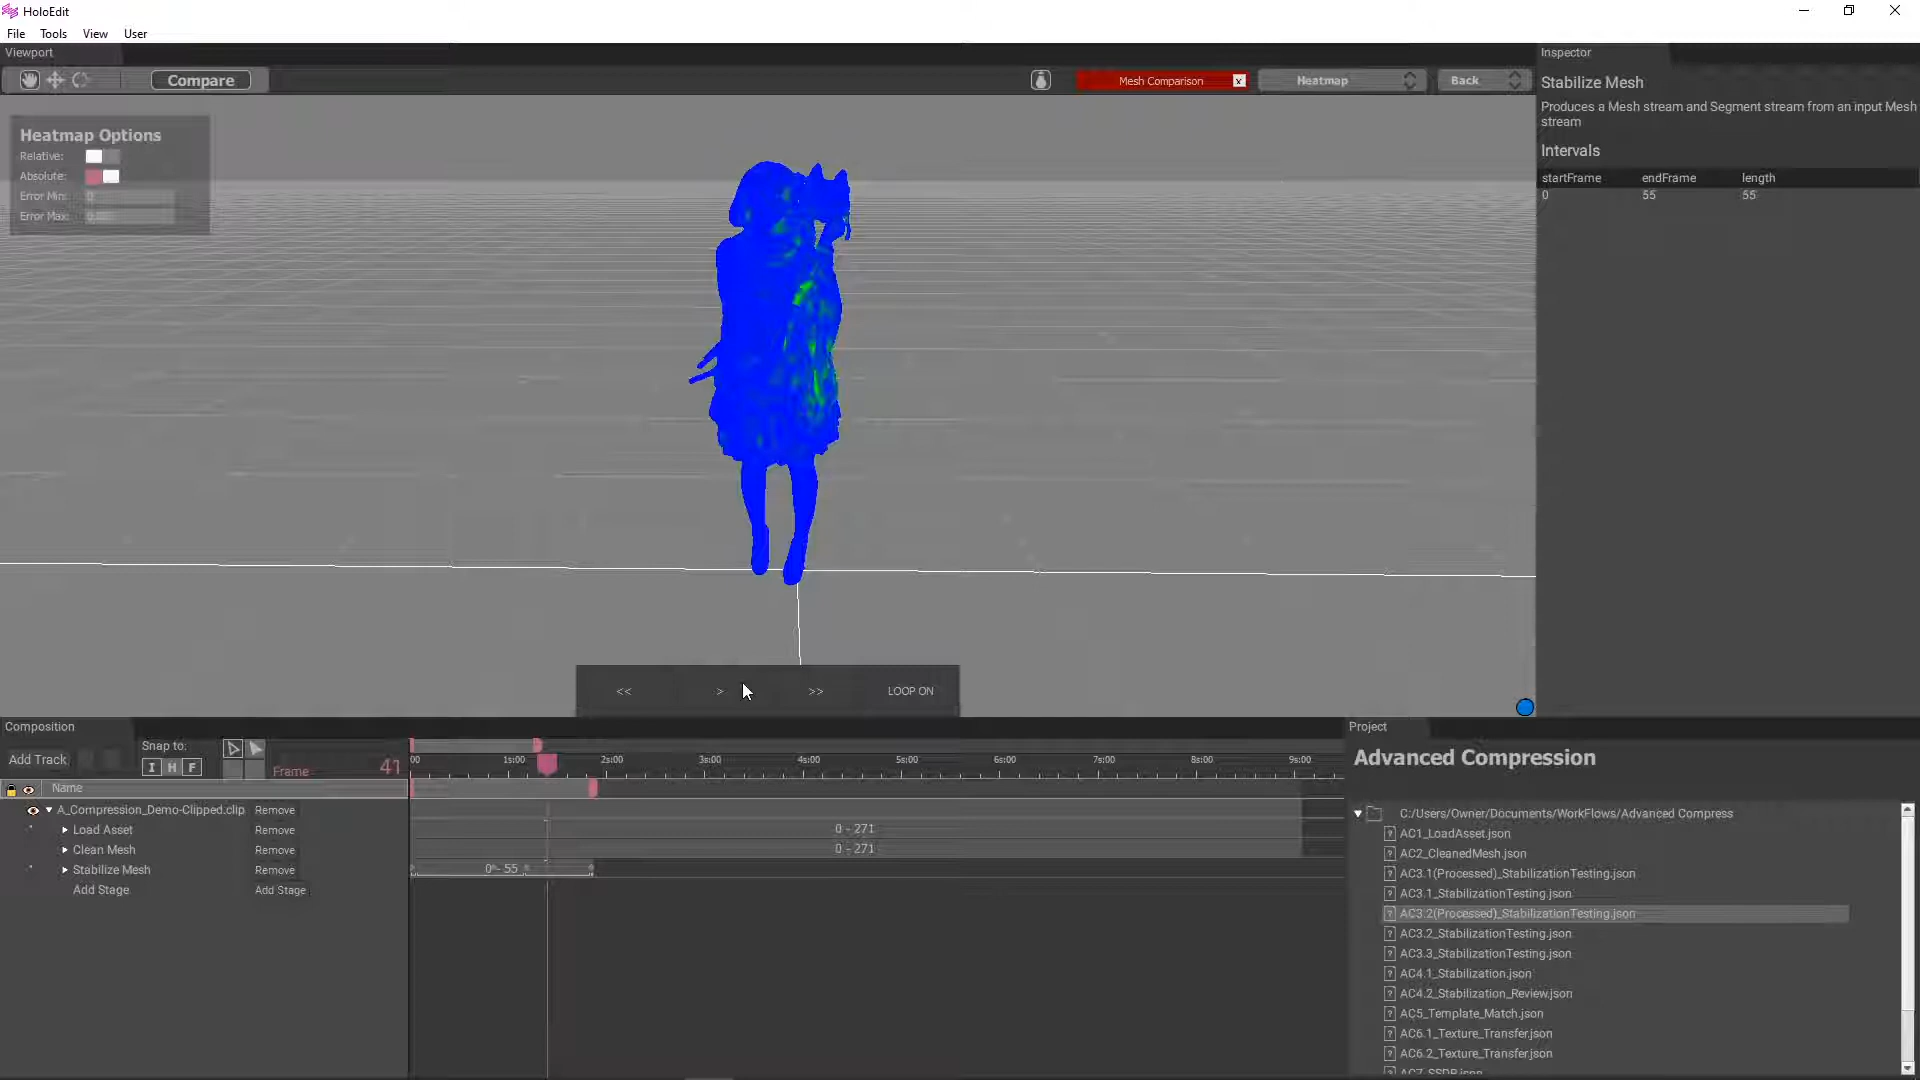 HoloEdit
File Tools View User
Viewport
Compare
Mesh Comparison x
Heatmap
Back
Heatmap Options
Relative:
Absolute:
Error Min: 0
Error Max:
Inspector
Stabilize Mesh
Produces a Mesh stream and Segment stream from an input Mesh
stream
Intervals
startFrame endFrame length
0 55 55
<< > >> LOOP ON
Composition
Add Track
Snap to:
I H F
Frame 41
00 1s:00 2s:00 3s:00 4s:00 5s:00 6s:00 7s:00 8s:00 9s:00
Name
A_Compression_Demo-Clipped.clip Remove
Load Asset Remove 0 - 271
Clean Mesh Remove 0 - 271
Stabilize Mesh Remove 0 - 55
Add Stage Add Stage
Project
Advanced Compression
C:/Users/Owner/Documents/WorkFlows/Advanced Compress
? AC1_LoadAsset.json
? AC2_CleanedMesh.json
? AC3.1(Processed)_StabilizationTesting.json
? AC3.1_StabilizationTesting.json
? AC3.2(Processed)_StabilizationTesting.json
? AC3.2_StabilizationTesting.json
? AC3.3_StabilizationTesting.json
? AC4.1_Stabilization.json
? AC4.2_Stabilization_Review.json
? AC5_Template_Match.json
? AC6.1_Texture_Transfer.json
? AC6.2_Texture_Transfer.json